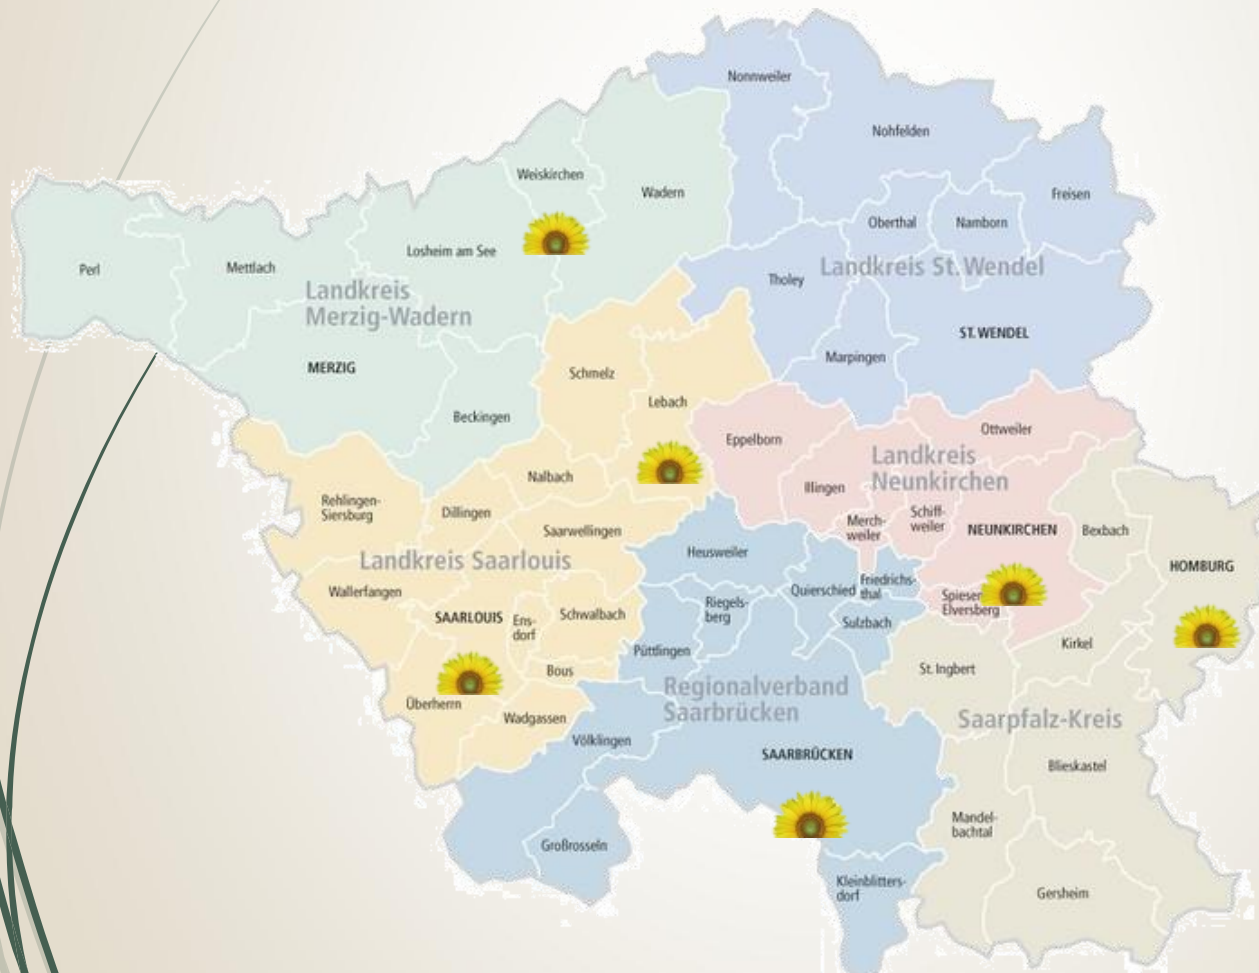 Nonnweiler
Nohfelden
Weiskirchen
Wadern
Freisen
Oberthal
Namborn
Losheim am See
Perl
Mettlach
Landkreis
Merzig-Wadern
Tholey
Landkreis St. Wendel
ST. WENDEL
MERZIG
Marpingen
Schmelz
Lebach
Beckingen
Eppelborn
Ottweiler
Landkreis
Neunkirchen
Nalbach
Illingen
Rehlingen-
Siersburg
Dillingen
Saarwellingen
Merch-
weiler
Schiff-
weiler
NEUNKIRCHEN
Bexbach
Heusweiler
Landkreis Saarlouis
HOMBURG
Wallerfangen
Quierschied
Friedrichs-
thal
Spiesen
Elversberg
SAARLOUIS
Ens-
dorf
Schwalbach
Riegels-
berg
Sulzbach
Püttlingen
Kirkel
Bous
St. Ingbert
Regionalverband
Saarbrücken
Überherrn
Wadgassen
Saarpfalz-Kreis
Völklingen
SAARBRÜCKEN
Blieskastel
Mandel-
bachtal
Großrosseln
Kleinblitters-
dorf
Gersheim